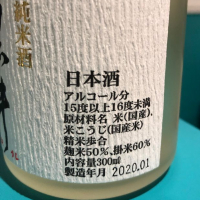 純米酒
日本酒
アルコール分
15度以上16度未満
原材料名 米(国産)、
米こうじ(国産米)
精米歩合
麹米50%、掛米60%
内容量300ml
製造年月 2020.01